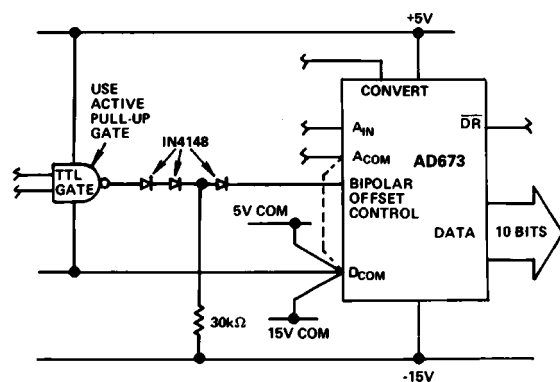 +5V
USE
ACTIVE
PULL-UP
GATE
IN4148
TTL
GATE
CONVERT
AIN
ACOM
DR
AD673
BIPOLAR
OFFSET
CONTROL
DATA
10 BITS
5V COM
DCOM
30kΩ
15V COM
-15V